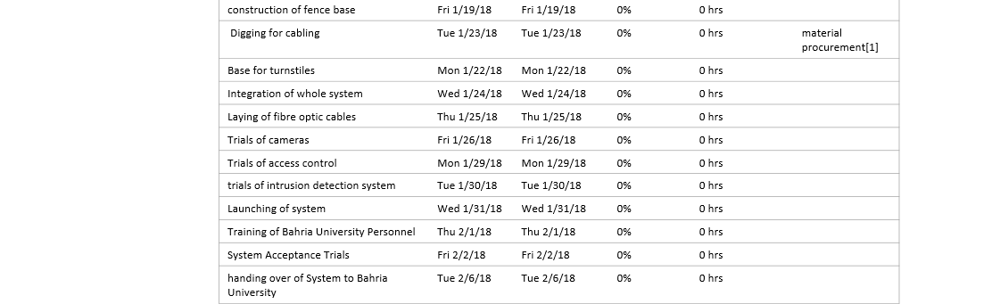 construction of fence base Fri 1/19/18 Fri 1/19/18 0% 0 hrs
Digging for cabling Tue 1/23/18 Tue 1/23/18 0% 0 hrs material
procurement[1]
Base for turnstiles Mon 1/22/18 Mon 1/22/18 0% 0 hrs
Integration of whole system Wed 1/24/18 Wed 1/24/18 0% 0 hrs
Laying of fibre optic cables Thu 1/25/18 Thu 1/25/18 0% 0 hrs
Trials of cameras Fri 1/26/18 Fri 1/26/18 0% 0 hrs
Trials of access control Mon 1/29/18 Mon 1/29/18 0% 0 hrs
trials of intrusion detection system Tue 1/30/18 Tue 1/30/18 0% 0 hrs
Launching of system Wed 1/31/18 Wed 1/31/18 0% 0 hrs
Training of Bahria University Personnel Thu 2/1/18 Thu 2/1/18 0% 0 hrs
System Acceptance Trials Fri 2/2/18 Fri 2/2/18 0% 0 hrs
handing over of System to Bahria Tue 2/6/18 Tue 2/6/18 0% 0 hrs
University